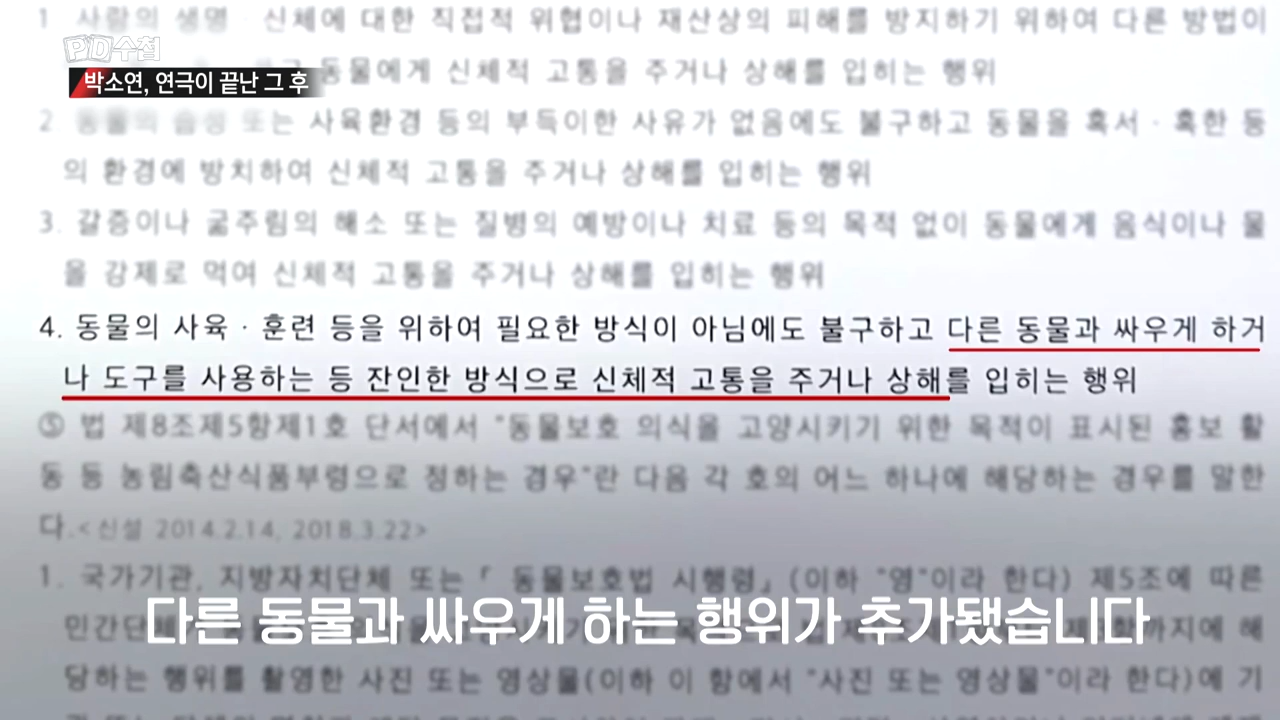 1. 사람의 생명·신체에 대한 직접적 위협이나 재산상의 피해를 방지하기 위하여 다른 방법이
PD수첩
동물에게 신체적 고통을 주거나 상해를 입히는 행위
박소연, 연극이 끝난 그 후
2. 동물의 습성 또는 사육환경 등의 부득이한 사유가 없음에도 불구하고 동물을 혹서·혹한 등
의 환경에 방치하여 신체적 고통을 주거나 상해를 입히는 행위
3. 갈증이나 굶주림의 해소 또는 질병의 예방이나 치료 등의 목적 없이 동물에게 음식이나 물
을 강제로 먹여 신체적 고통을 주거나 상해를 입히는 행위
4. 동물의 사육·훈련 등을 위하여 필요한 방식이 아님에도 불구하고 다른 동물과 싸우게 하거
나 도구를 사용하는 등 잔인한 방식으로 신체적 고통을 주거나 상해를 입히는 행위
⑤ 법 제8조제5항제1호 단서에서 "동물보호 의식을 고양시키기 위한 목적이 표시된 홍보 활
동 등 농림축산식품부령으로 정하는 경우"란 다음 각 호의 어느 하나에 해당하는 경우를 말한
다.<신설 2014.2.14, 2018.3.22>
1. 국가기관, 지방자치단체 또는 「동물보호법 시행령」(이하 "영"이라 한다) 제5조에 따른
다른 동물과 싸우게 하는 행위가 추가됐습니다
민간단체 까지에 해
당하는 행위를 촬영한 사진 또는 영상물(이하 이 항에서 "사진 또는 영상물"이라 한다)에 기